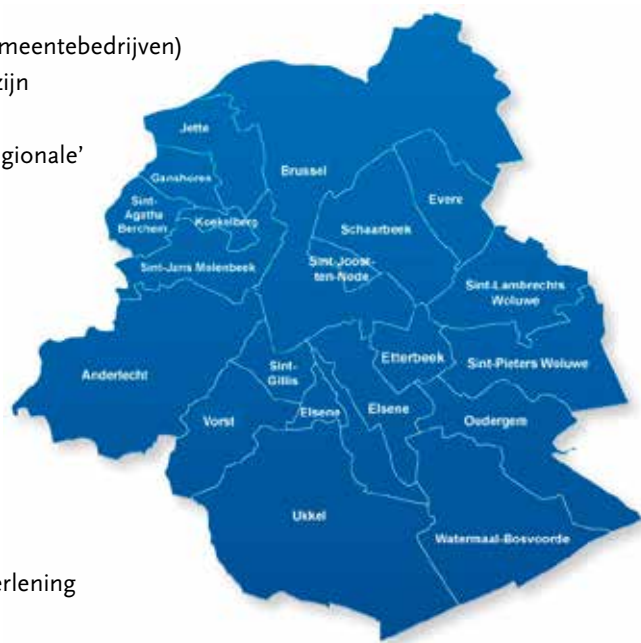 meentebedrijven)
zijn
gionale’
erlening
Jette
Ganshoren
Brussel
Evere
Sint-
Agatha
Berchem
Koekelberg
Schaarbeek
Sint-Jans Molenbeek
Sint-Joost-
ten-Node
Sint-Lambrechts
Woluwe
Anderlecht
Sint-
Gillis
Etterbeek
Sint-Pieters Woluwe
Vorst
Elsene
Elsene
Oudergem
Ukkel
Watermaal-Bosvoorde